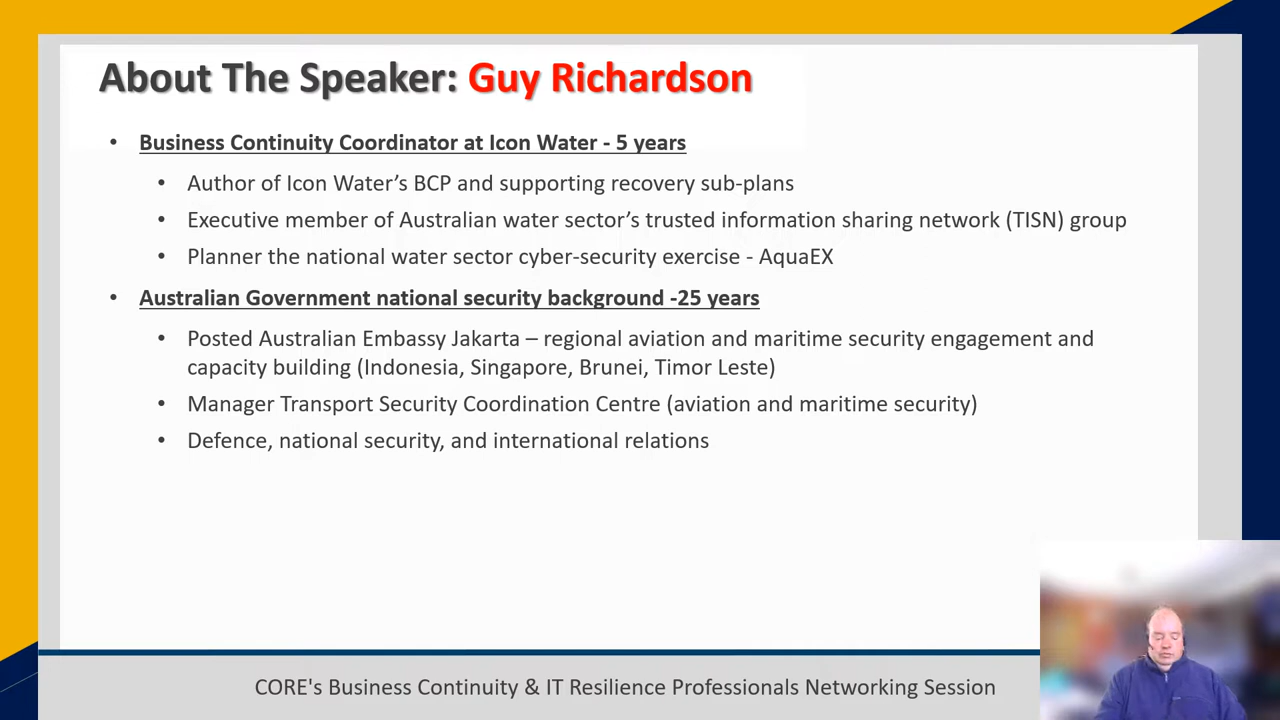 About The Speaker: Guy Richardson
• Business Continuity Coordinator at Icon Water - 5 years
• Author of Icon Water’s BCP and supporting recovery sub-plans
• Executive member of Australian water sector’s trusted information sharing network (TISN) group
• Planner the national water sector cyber-security exercise - AquaEX
• Australian Government national security background -25 years
• Posted Australian Embassy Jakarta – regional aviation and maritime security engagement and
capacity building (Indonesia, Singapore, Brunei, Timor Leste)
• Manager Transport Security Coordination Centre (aviation and maritime security)
• Defence, national security, and international relations
CORE's Business Continuity & IT Resilience Professionals Networking Session